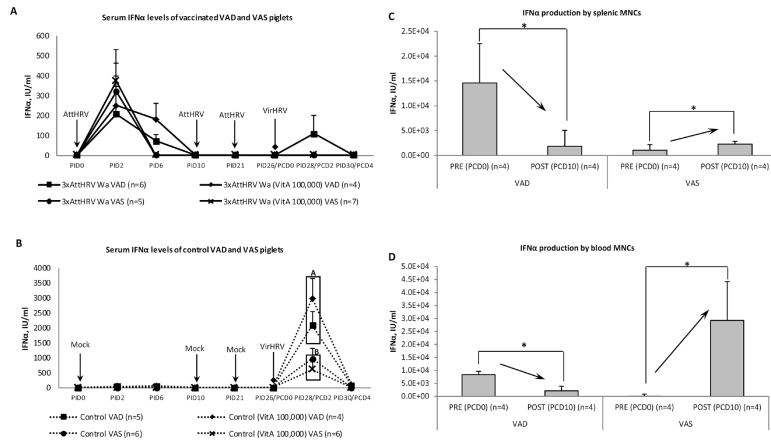 A
Serum IFNα levels of vaccinated VAD and VAS piglets
IFNα, IU/ml
600
500
400
300
200
100
0
AttHRV
AttHRV
AttHRV
VirHRV
PID0 PID2 PID6 PID10 PID21 PID26/PCD0 PID28/PCD2 PID30/PCD4
3xAttHRV Wa VAD (n=6)
3xAttHRV Wa (VitA 100,000) VAD (n=4)
3xAttHRV Wa VAS (n=5)
3xAttHRV Wa (VitA 100,000) VAS (n=7)
B
Serum IFNα levels of control VAD and VAS piglets
IFNα, IU/ml
4000
3500
3000
2500
2000
1500
1000
500
0
Mock
Mock
Mock
VirHRV
A
B
PID0 PID2 PID6 PID10 PID21 PID26/PCD0 PID28/PCD2 PID30/PCD4
Control VAD (n=5)
Control (VitA 100,000) VAD (n=4)
Control VAS (n=6)
Control (VitA 100,000) VAS (n=6)
C
IFNα production by splenic MNCs
IFNα, IU/ml
2.5E+04
2.0E+04
1.5E+04
1.0E+04
5.0E+03
0.0E+00
*
*
PRE (PCD0) (n=4) POST (PCD10) (n=4) PRE (PCD0) (n=4) POST (PCD10) (n=4)
VAD VAS
D
IFNα production by blood MNCs
IFNα, IU/ml
5.0E+04
4.5E+04
4.0E+04
3.5E+04
3.0E+04
2.5E+04
2.0E+04
1.5E+04
1.0E+04
5.0E+03
0.0E+00
*
*
PRE (PCD0) (n=4) POST (PCD10) (n=4) PRE (PCD0) (n=4) POST (PCD10) (n=4)
VAD VAS